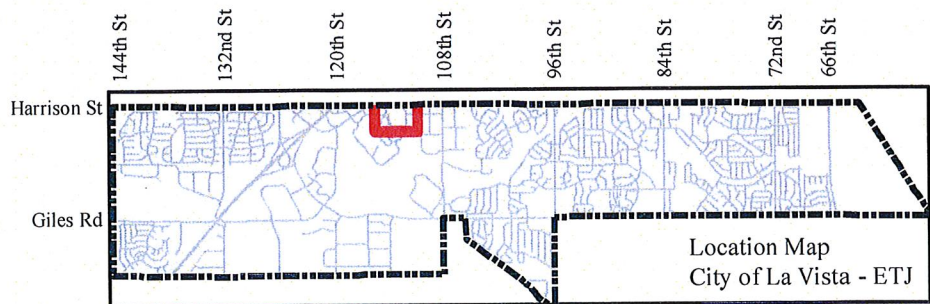 144th St
132nd St
120th St
108th St
96th St
84th St
72nd St
66th St
Harrison St
Giles Rd
Location Map
City of La Vista - ETJ